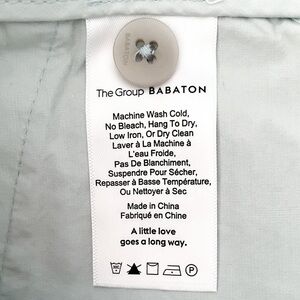 BABATON
The Group BABATON
Machine Wash Cold,
No Bleach, Hang To Dry,
Low Iron, Or Dry Clean
Laver à La Machine à
L'eau Froide,
Pas De Blanchiment,
Suspendre Pour Sécher,
Repasser à Basse Température,
Ou Nettoyer à Sec
Made in China
Fabriqué en Chine
A little love
goes a long way.
P